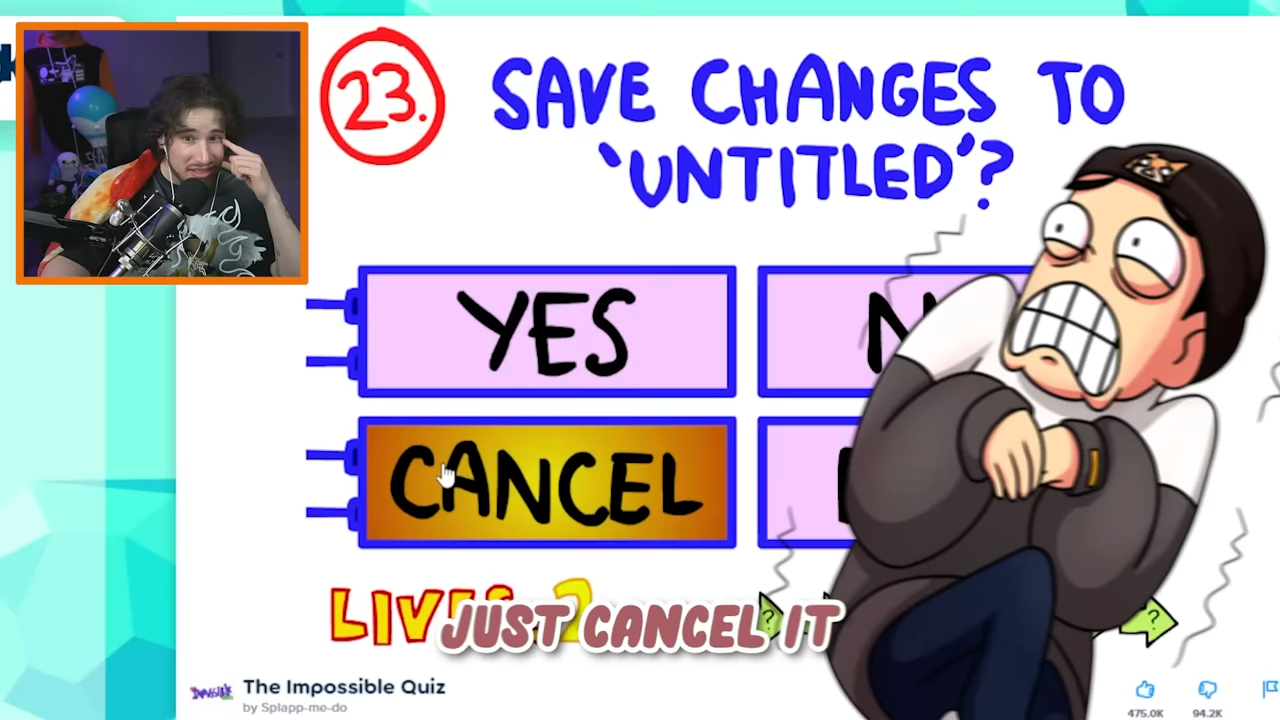 23.
SAVE CHANGES TO
'UNTITLED'?
YES
CANCEL
JUST CANCEL IT
The Impossible Quiz
by Splapp-me-do
475.0K
94.2K